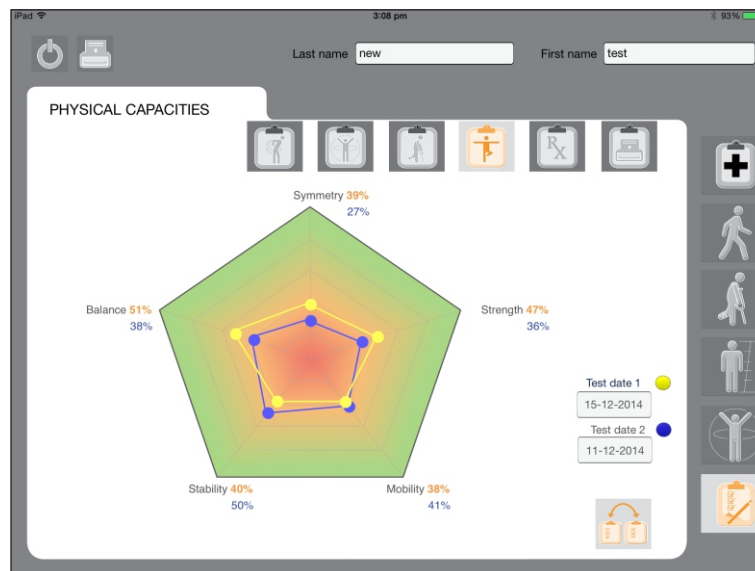 iPad
3:08 pm
93%
Last name new
First name test
PHYSICAL CAPACITIES
Rx
Symmetry 39%
27%
Balance 51%
38%
Strength 47%
36%
Test date 1
15-12-2014
Test date 2
11-12-2014
Stability 40%
50%
Mobility 38%
41%